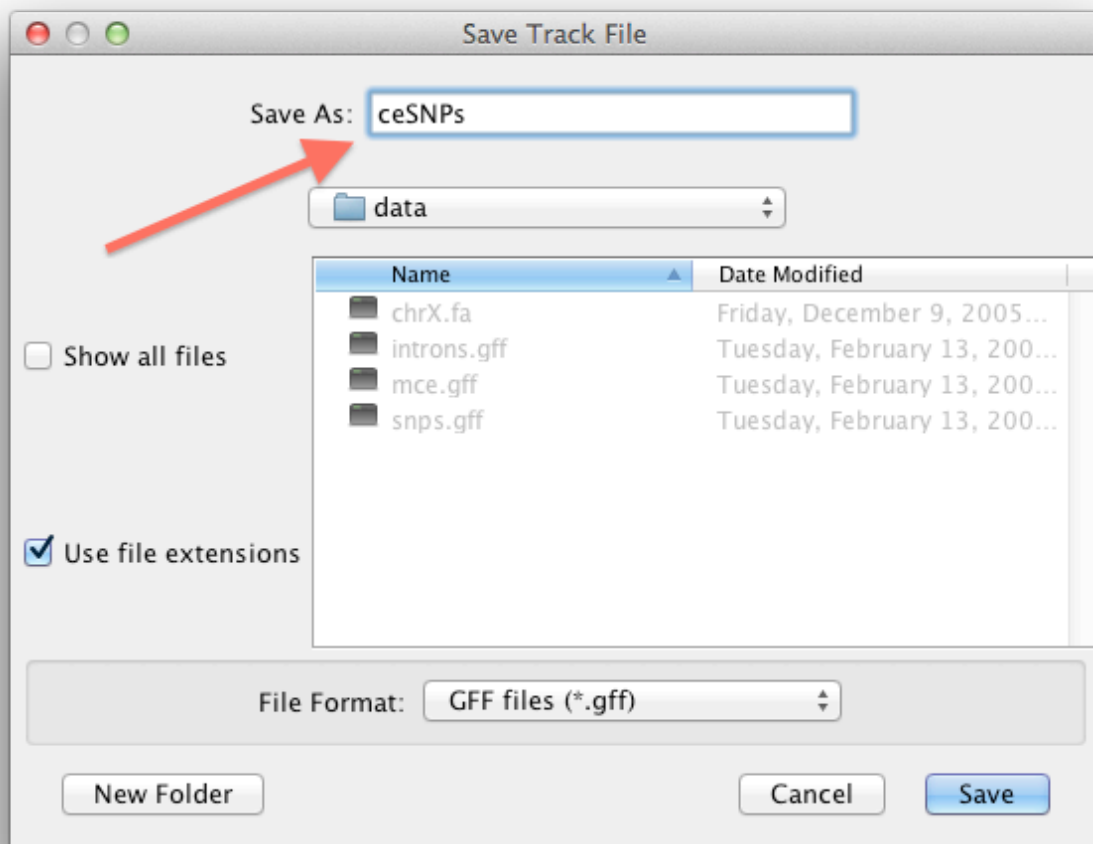 Save Track File
Save As: ceSNPs
data
Name Date Modified
chrX.fa Friday, December 9, 2005...
Show all files
introns.gff Tuesday, February 13, 200...
mce.gff Tuesday, February 13, 200...
snps.gff Tuesday, February 13, 200...
Use file extensions
File Format: GFF files (*.gff)
New Folder Cancel Save